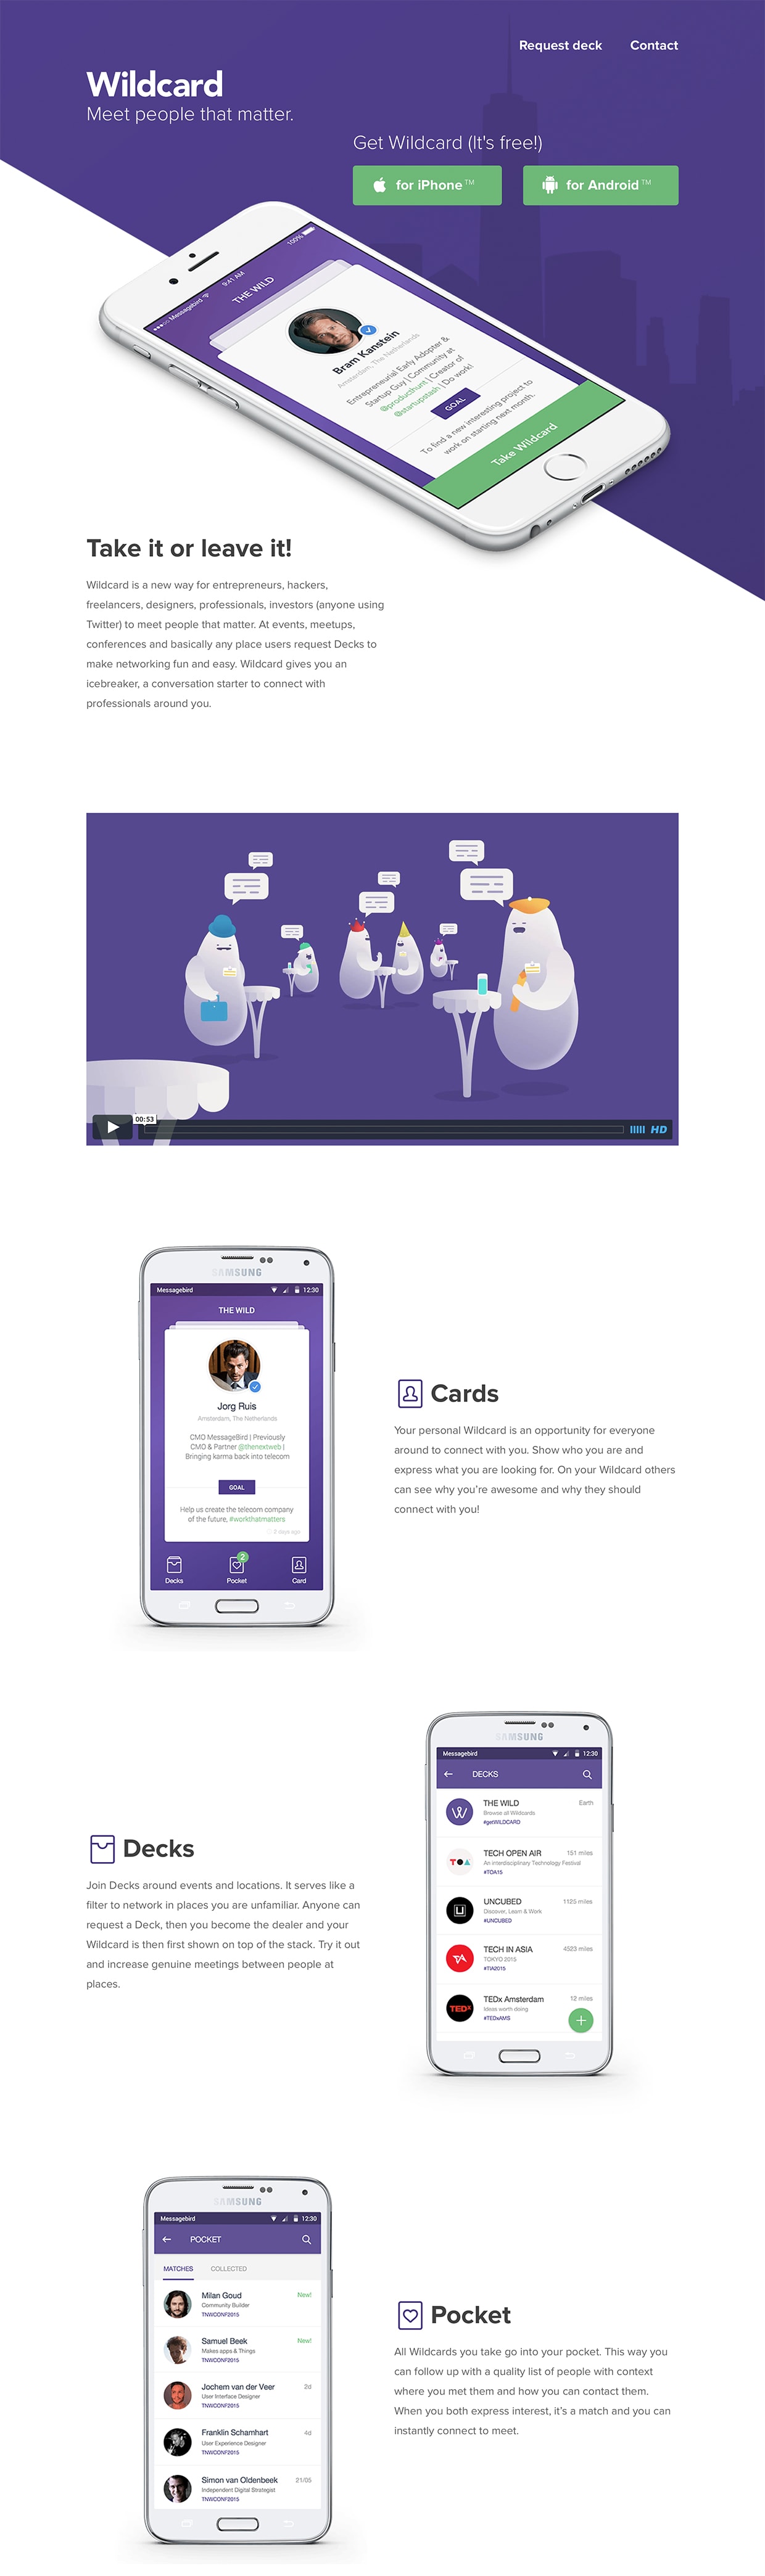 Request deck
Contact
Wildcard
Meet people that matter.
Get Wildcard (It's free!)
for iPhone™
for Android™
Messagebird
9:41 AM
100%
THE WILD
Bram Kanstein
Amsterdam, The Netherlands
Entrepreneurial Early Adopter &
Startup Guy | Community at
@producthunt | Creator of
@startupstash | Do work!
GOAL
To find a new interesting project to
work on starting next month.
Take Wildcard
Take it or leave it!
Wildcard is a new way for entrepreneurs, hackers,
freelancers, designers, professionals, investors (anyone using
Twitter) to meet people that matter. At events, meetups,
conferences and basically any place users request Decks to
make networking fun and easy. Wildcard gives you an
icebreaker, a conversation starter to connect with
professionals around you.
00:53
HD
SAMSUNG
Messagebird
12:30
THE WILD
Jorg Ruis
Amsterdam, The Netherlands
CMO MessageBird | Previously
CMO & Partner @thenextweb |
Bringing karma back into telecom
GOAL
Help us create the telecom company
of the future, #workthatmatters
8 days ago
2
Decks
Pocket
Card
Cards
Your personal Wildcard is an opportunity for everyone
around to connect with you. Show who you are and
express what you are looking for. On your Wildcard others
can see why you're awesome and why they should
connect with you!
Decks
Join Decks around events and locations. It serves like a
filter to network in places you are unfamiliar. Anyone can
request a Deck, then you become the dealer and your
Wildcard is then first shown on top of the stack. Try it out
and increase genuine meetings between people at
places.
SAMSUNG
Messagebird
12:30
DECKS
THE WILD
Earth
Browse all Wildcards
#getWILDCARD
TOA
TECH OPEN AIR
151 miles
An Interdisciplinary Technology Festival
#TOA15
U
UNCUBED
1125 miles
Discover, Learn & Work
#UNCUBED
TECH IN ASIA
4523 miles
TOKYO 2015
#TIA2015
TEDx
TEDx Amsterdam
12 miles
Ideas worth doing
#TEDxAMS
SAMSUNG
Messagebird
12:30
POCKET
MATCHES
COLLECTED
Milan Goud
New!
Community Builder
TNWCONF2015
Samuel Beek
New!
Makes apps & Things
TNWCONF2015
Jochem van der Veer
2d
User Interface Designer
TNWCONF2015
Franklin Schamhart
4d
User Experience Designer
TNWCONF2015
Simon van Oldenbeek
21/05
Independent Digital Strategist
TNWCONF2015
Pocket
All Wildcards you take go into your pocket. This way you
can follow up with a quality list of people with context
where you met them and how you can contact them.
When you both express interest, it's a match and you can
instantly connect to meet.